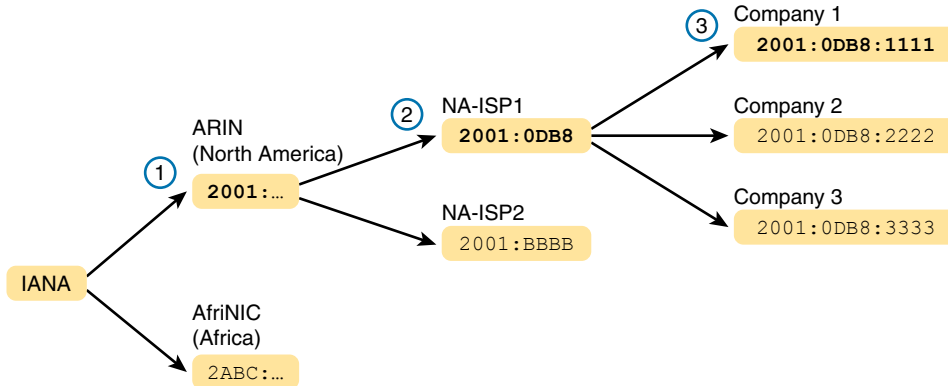 IANA
1
ARIN
(North America)
2001:…
AfriNIC
(Africa)
2ABC:…
2
NA-ISP1
2001:0DB8
NA-ISP2
2001:BBBB
3
Company 1
2001:0DB8:1111
Company 2
2001:0DB8:2222
Company 3
2001:0DB8:3333